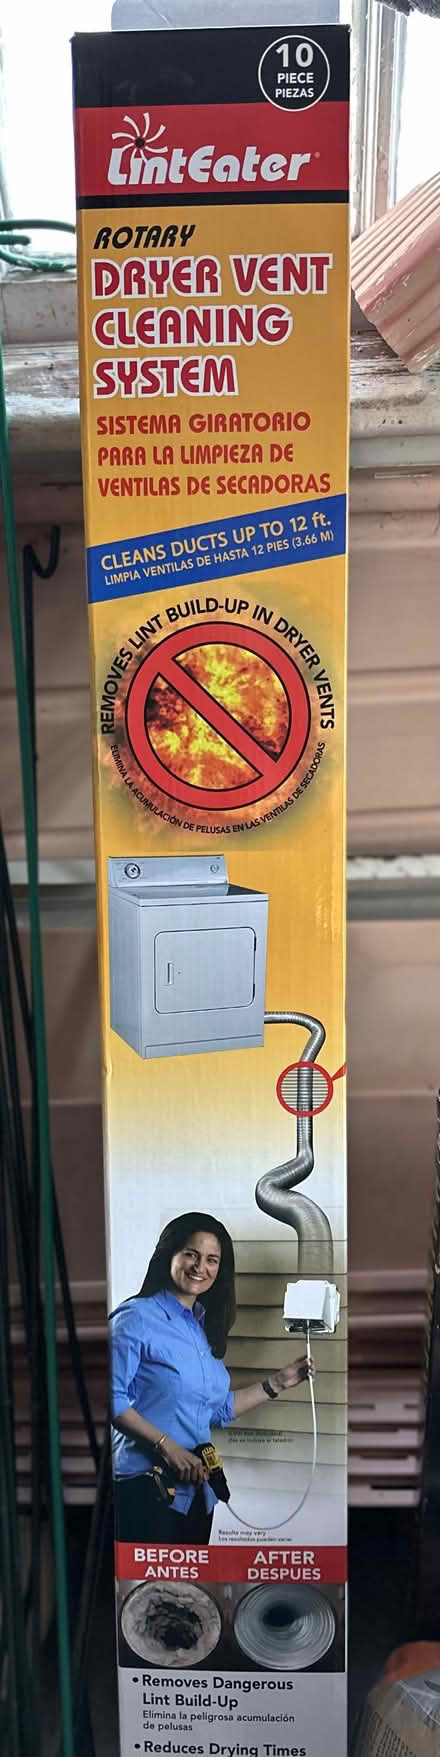 10
PIECE
PIEZAS
LintEater®
ROTARY
DRYER VENT
CLEANING
SYSTEM
SISTEMA GIRATORIO
PARA LA LIMPIEZA DE
VENTILAS DE SECADORAS
CLEANS DUCTS UP TO 12 ft.
LIMPIA VENTILAS DE HASTA 12 PIES (3.66 M)
REMOVES LINT BUILD-UP IN DRYER VENTS
ELIMINA LA ACUMULACIÓN DE PELUSAS EN LAS VENTILAS DE SECADORAS
Results may vary
Los resultados pueden variar
BEFORE
ANTES
AFTER
DESPUES
• Removes Dangerous
Lint Build-Up
Elimina la peligrosa acumulación
de pelusas
• Reduces Drying Times